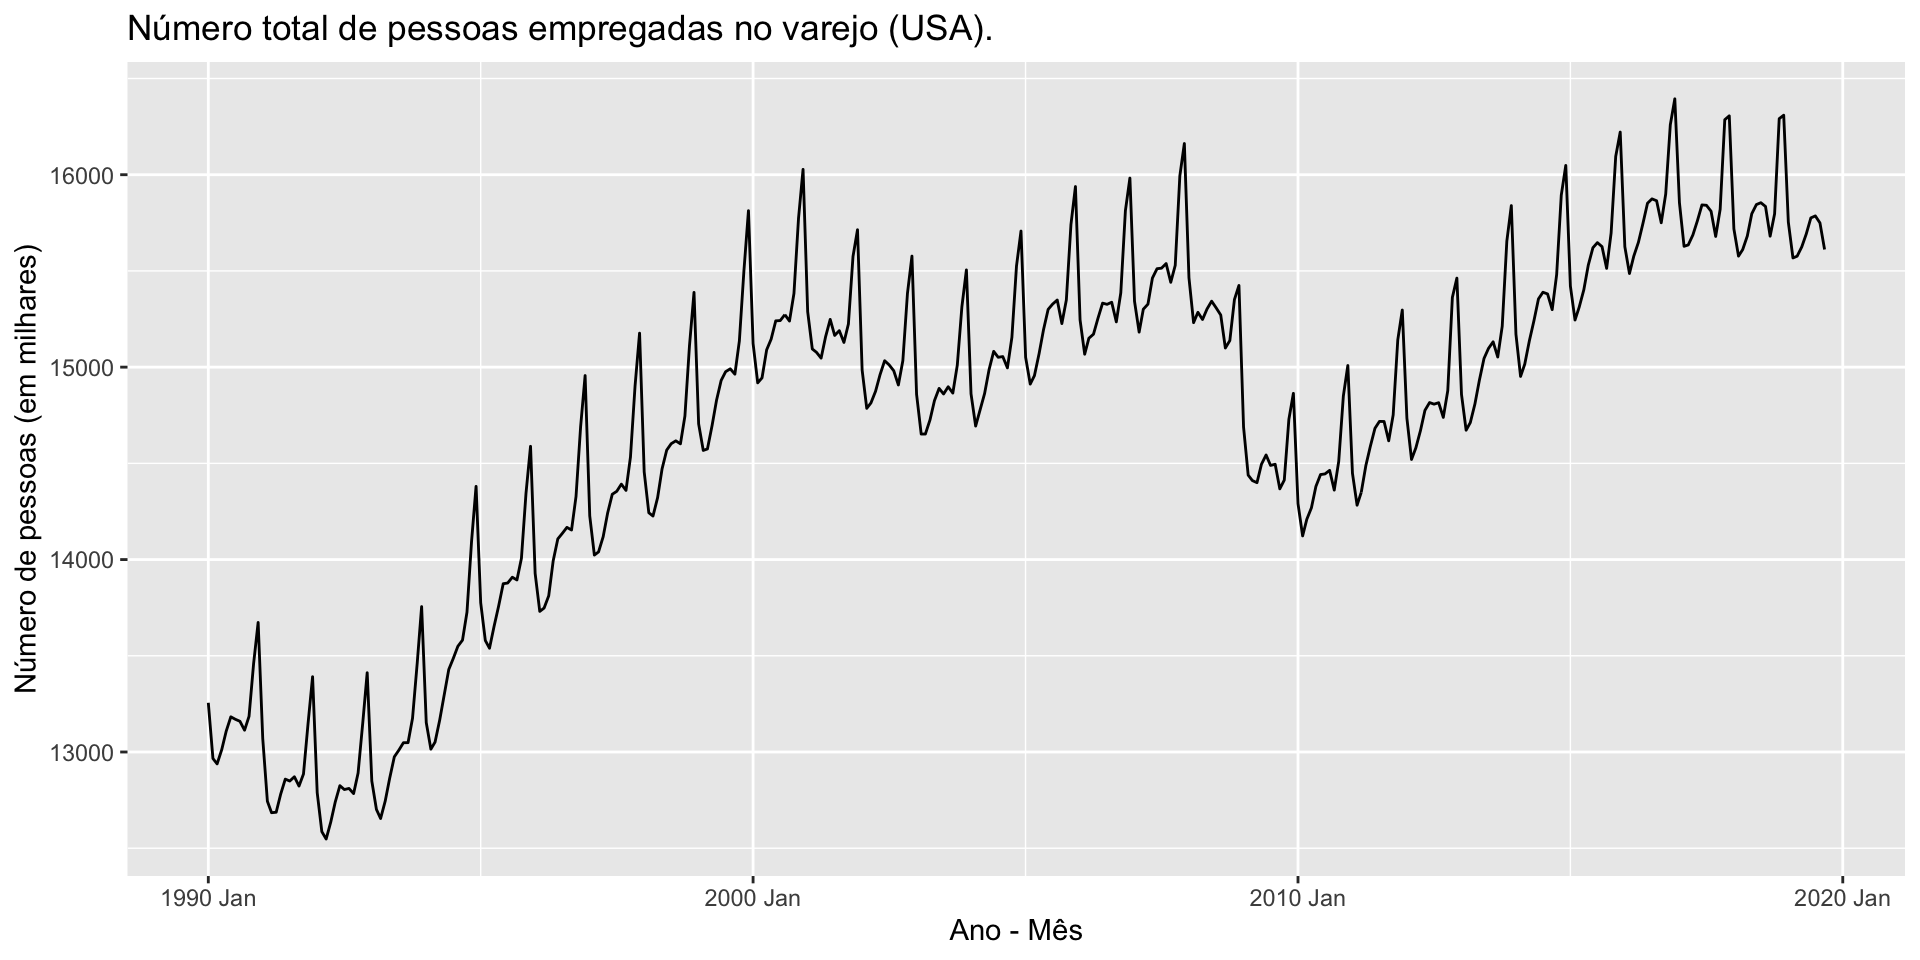 Número total de pessoas empregadas no varejo (USA).
Número de pessoas (em milhares)
16000
15000
14000
13000
1990 Jan
2000 Jan
2010 Jan
2020 Jan
Ano - Mês